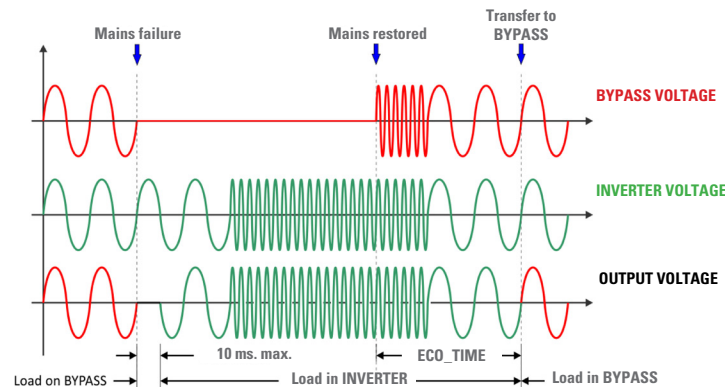 Mains failure
Mains restored
Transfer to
BYPASS
BYPASS VOLTAGE
INVERTER VOLTAGE
OUTPUT VOLTAGE
10 ms. max.
ECO_TIME
Load on BYPASS
Load in INVERTER
Load in BYPASS